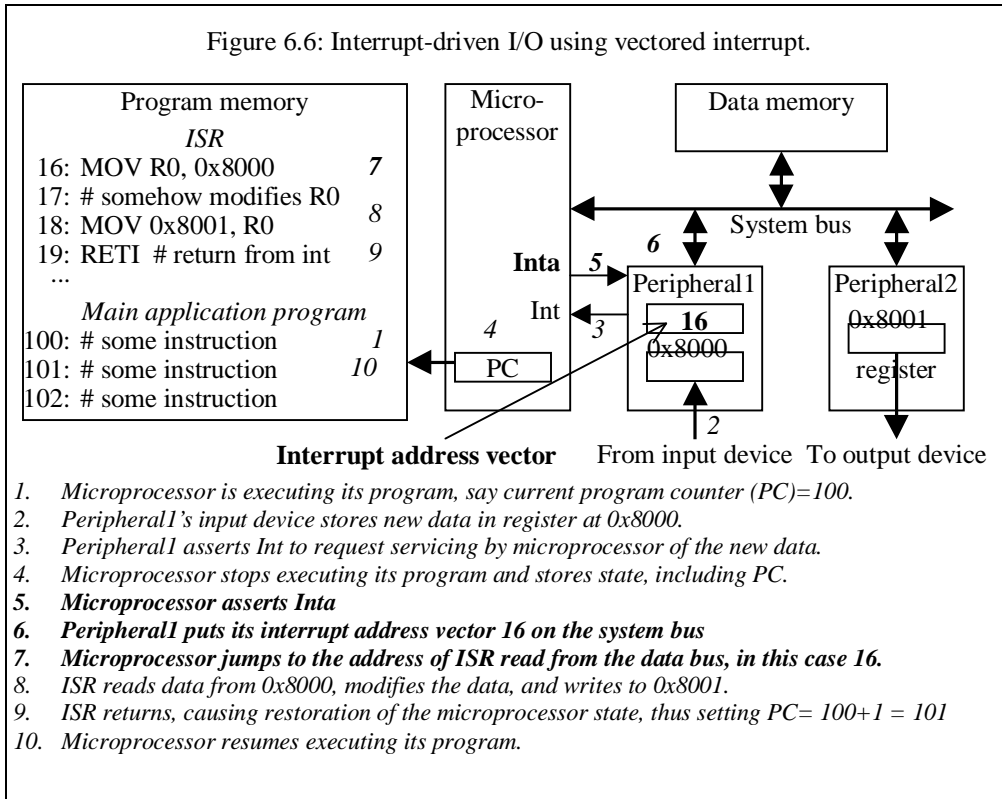 Figure 6.6: Interrupt-driven I/O using vectored interrupt.
Program memory
ISR
16: MOV R0, 0x8000 7
17: # somehow modifies R0
18: MOV 0x8001, R0 8
19: RETI # return from int 9
...
Main application program
100: # some instruction 1
101: # some instruction 10
102: # some instruction
Micro-
processor
Inta
Int
4
PC
5
3
Data memory
System bus
6
Peripheral1
16
0x8000
2
Peripheral2
0x8001
register
Interrupt address vector
From input device
To output device
1. Microprocessor is executing its program, say current program counter (PC)=100.
2. Peripheral1’s input device stores new data in register at 0x8000.
3. Peripheral1 asserts Int to request servicing by microprocessor of the new data.
4. Microprocessor stops executing its program and stores state, including PC.
5. Microprocessor asserts Inta
6. Peripheral1 puts its interrupt address vector 16 on the system bus
7. Microprocessor jumps to the address of ISR read from the data bus, in this case 16.
8. ISR reads data from 0x8000, modifies the data, and writes to 0x8001.
9. ISR returns, causing restoration of the microprocessor state, thus setting PC= 100+1 = 101
10. Microprocessor resumes executing its program.